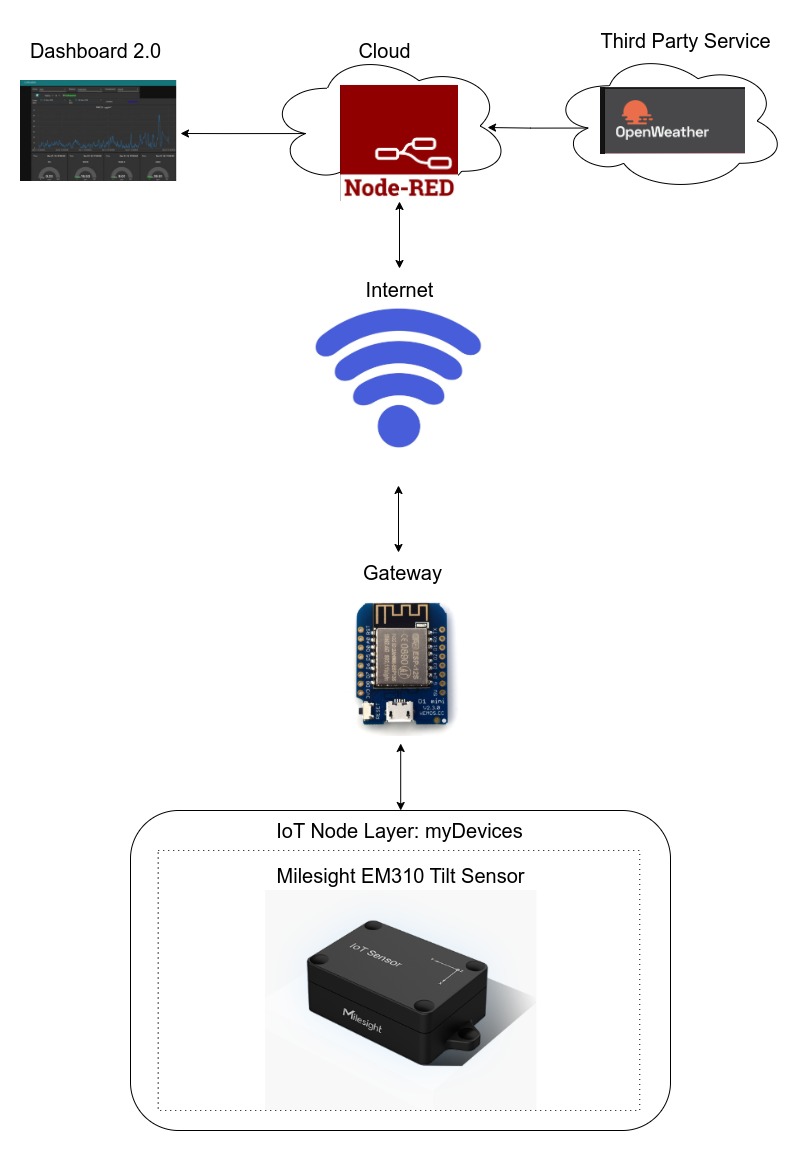 Dashboard 2.0
Cloud
Third Party Service
OpenWeather
Node-RED
Internet
Gateway
D1 mini
V2.3.0
WEMOS.CC
RESET
IoT Node Layer: myDevices
Milesight EM310 Tilt Sensor
IoT Sensor
Milesight